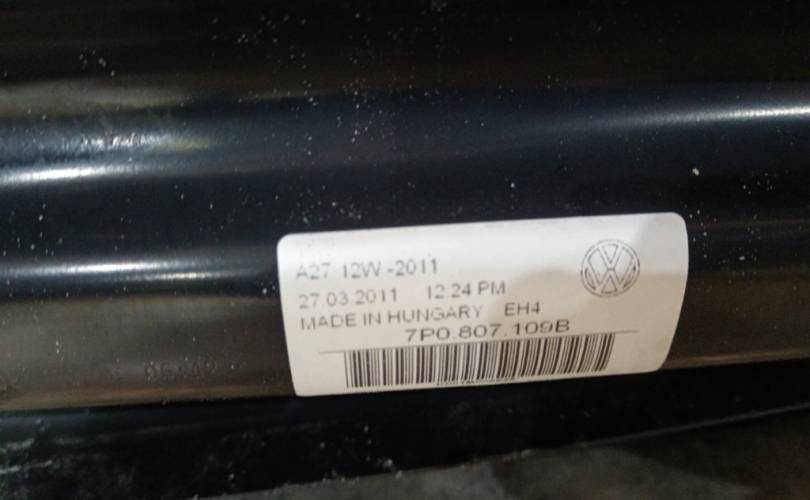 A27 12W-2011
27.03.2011 12:24 PM
MADE IN HUNGARY EH4
7P0.807.109B